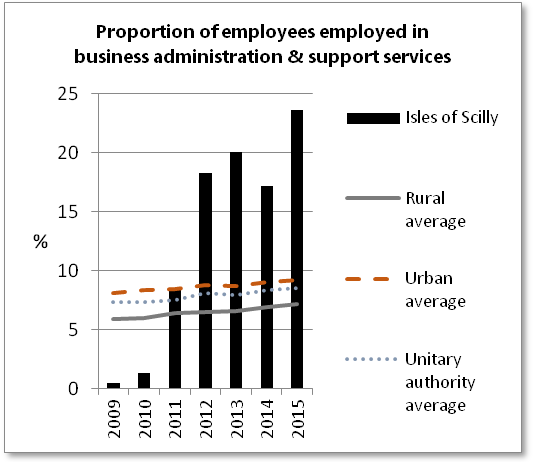 Proportion of employees employed in
business administration & support services
25
20
15
10
5
0
%
2009
2010
2011
2012
2013
2014
2015
Isles of Scilly
Rural
average
Urban
average
Unitary
authority
average